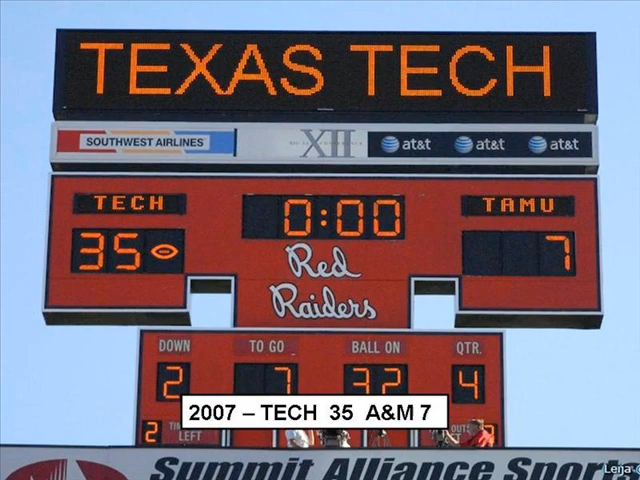 TEXAS TECH
SOUTHWEST AIRLINES XII at&t at&t at&t
TECH 0:00 TAMU
35 7
Red
Raiders
DOWN TO GO BALL ON QTR.
2 7 32 4
2007 – TECH 35 A&M 7
2 LEFT
Summit Alliance Sports
Leija